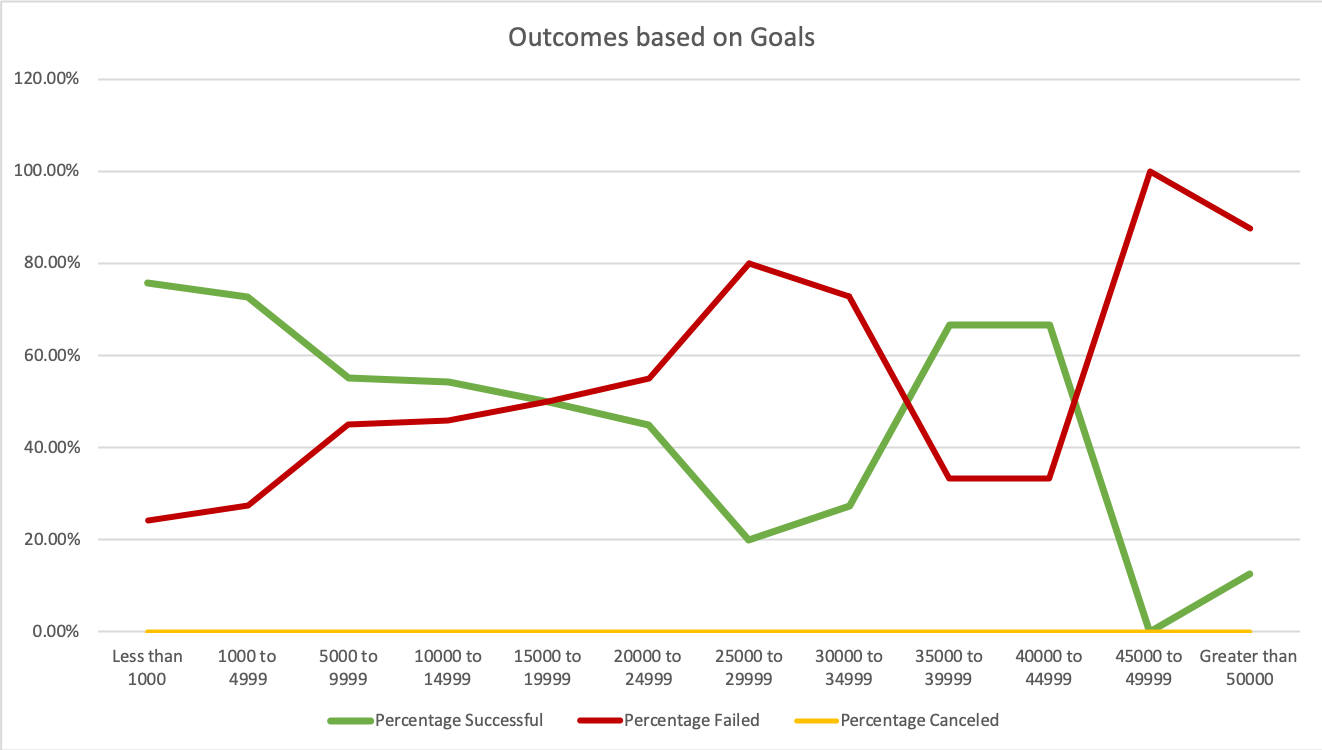 Outcomes based on Goals
120.00%
100.00%
80.00%
60.00%
40.00%
20.00%
0.00%
Less than
1000
1000 to
4999
5000 to
9999
10000 to
14999
15000 to
19999
20000 to
24999
25000 to
29999
30000 to
34999
35000 to
39999
40000 to
44999
45000 to
49999
Greater than
50000
Percentage Successful
Percentage Failed
Percentage Canceled